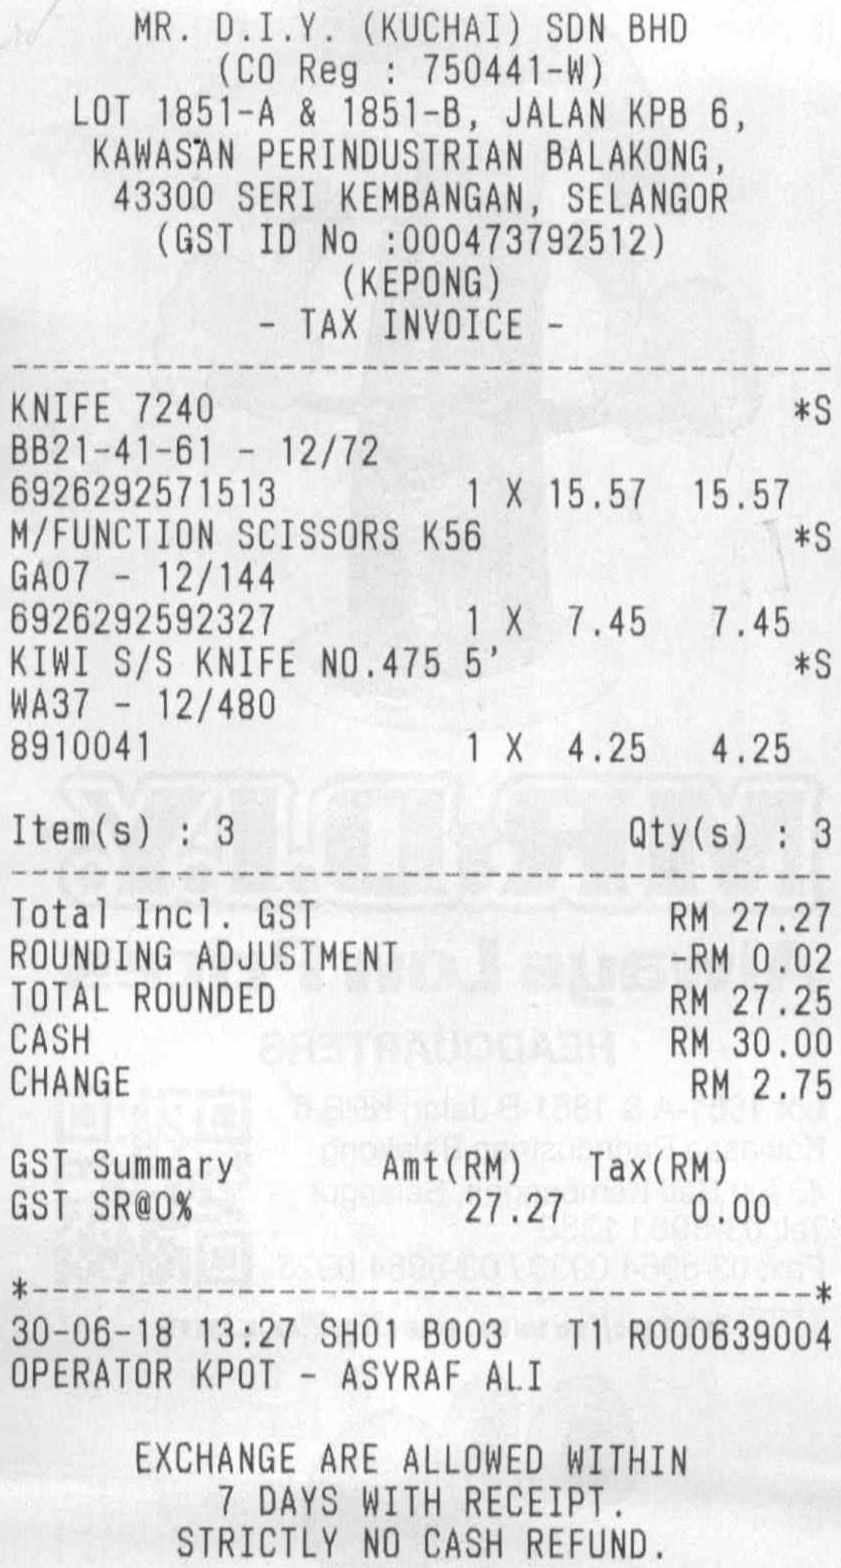 MR. D.I.Y. (KUCHAI) SDN BHD
(CO Reg : 750441-W)
LOT 1851-A & 1851-B, JALAN KPB 6,
KAWASAN PERINDUSTRIAN BALAKONG,
43300 SERI KEMBANGAN, SELANGOR
(GST ID No :000473792512)
(KEPONG)
- TAX INVOICE -
KNIFE 7240 *S
BB21-41-61 - 12/72
6926292571513 1 X 15.57 15.57
M/FUNCTION SCISSORS K56 *S
GA07 - 12/144
6926292592327 1 X 7.45 7.45
KIWI S/S KNIFE NO.475 5' *S
WA37 - 12/480
8910041 1 X 4.25 4.25
Item(s) : 3 Qty(s) : 3
Total Incl. GST RM 27.27
ROUNDING ADJUSTMENT -RM 0.02
TOTAL ROUNDED RM 27.25
CASH RM 30.00
CHANGE RM 2.75
GST Summary Amt(RM) Tax(RM)
GST SR@0% 27.27 0.00
*--------------------------------------*
30-06-18 13:27 SH01 B003 T1 R000639004
OPERATOR KPOT - ASYRAF ALI
EXCHANGE ARE ALLOWED WITHIN
7 DAYS WITH RECEIPT.
STRICTLY NO CASH REFUND.